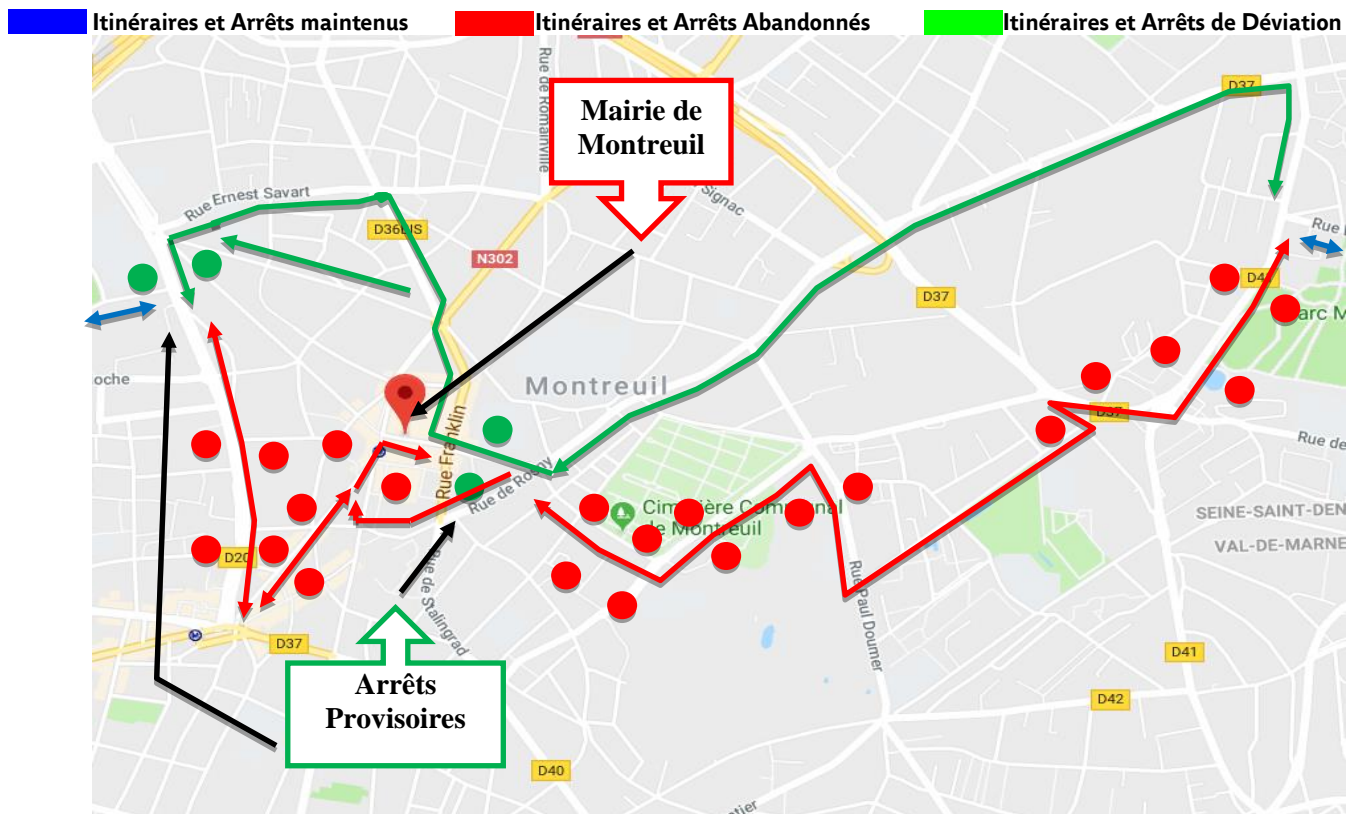 Itinéraires et Arrêts maintenus
Itinéraires et Arrêts Abandonnés
Itinéraires et Arrêts de Déviation
D37
Rue de Romainville
Mairie de
Montreuil
Signac
Rue Ernest Savart
D36BIS
N302
D37
Rue
oche
Montreuil
Rue Franklin
Rue de Rosny
D37
Rue de
Cimetière Communal
de Montreuil
SEINE-SAINT-DEN
VAL-DE-MARNE
D20
Rue de Stalingrad
Rue Paul Doumer
D37
D41
D42
Arrêts
Provisoires
D40